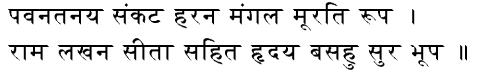 पवनतनय संकट हरन मंगल मूरति रूप ।
राम लखन सीता सहित हृदय बसहु सुर भूप ॥